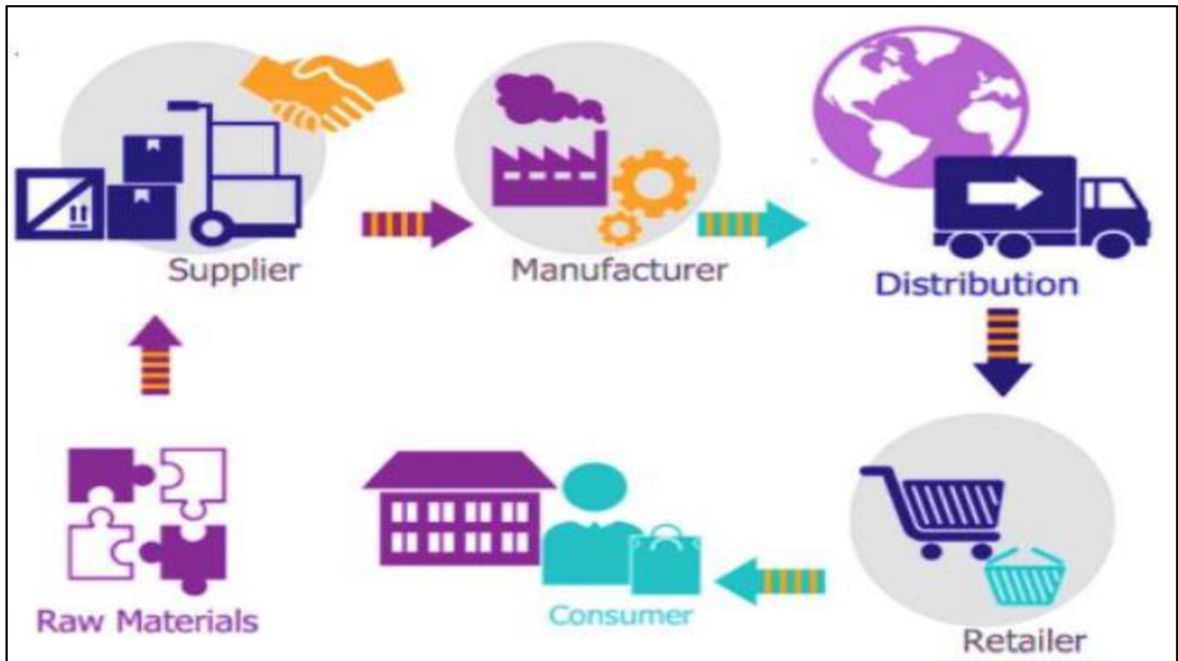 Supplier
Manufacturer
Distribution
Raw Materials
Consumer
Retailer